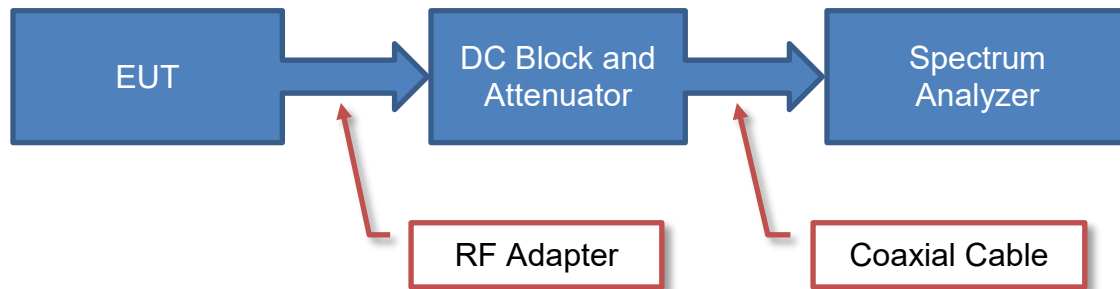 EUT
DC Block and
Attenuator
Spectrum
Analyzer
RF Adapter
Coaxial Cable